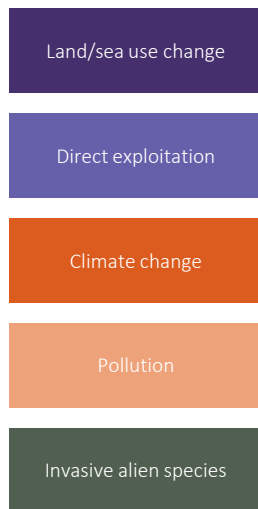 Land/sea use change
Direct exploitation
Climate change
Pollution
Invasive alien species